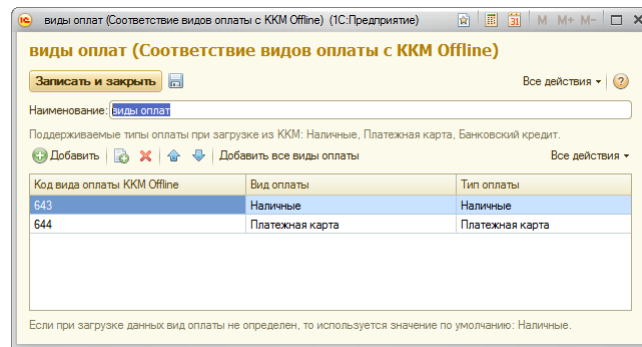 виды оплат (Соответствие видов оплаты с ККМ Offline) (1С:Предприятие)
M M+ M-
виды оплат (Соответствие видов оплаты с ККМ Offline)
Записать и закрыть Все действия
Наименование: виды оплат
Поддерживаемые типы оплаты при загрузке из ККМ: Наличные, Платежная карта, Банковский кредит.
Добавить Добавить все виды оплаты Все действия
Код вида оплаты ККМ Offline Вид оплаты Тип оплаты
643 Наличные Наличные
644 Платежная карта Платежная карта
Если при загрузке данных вид оплаты не определен, то используется значение по умолчанию: Наличные.